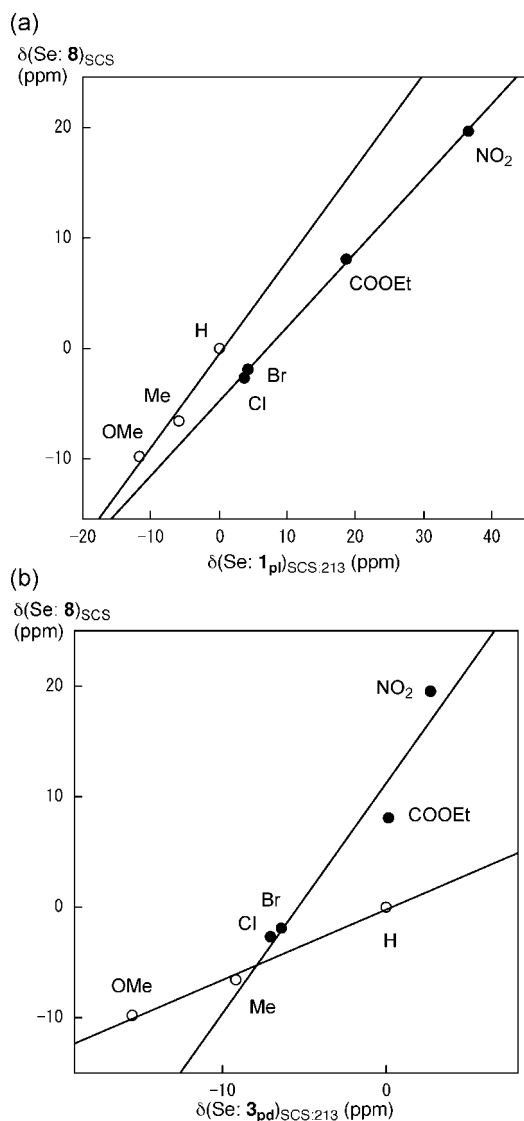 (a)
δ(Se: 8)SCS
(ppm)
20
NO2
10
COOEt
H
0
Br
Me
Cl
OMe
−10
−20 −10 0 10 20 30 40
δ(Se: 1pl)SCS:213 (ppm)
(b)
δ(Se: 8)SCS
(ppm)
NO2
20
10
COOEt
Br
0
Cl
H
OMe
Me
−10
−10 0
δ(Se: 3pd)SCS:213 (ppm)